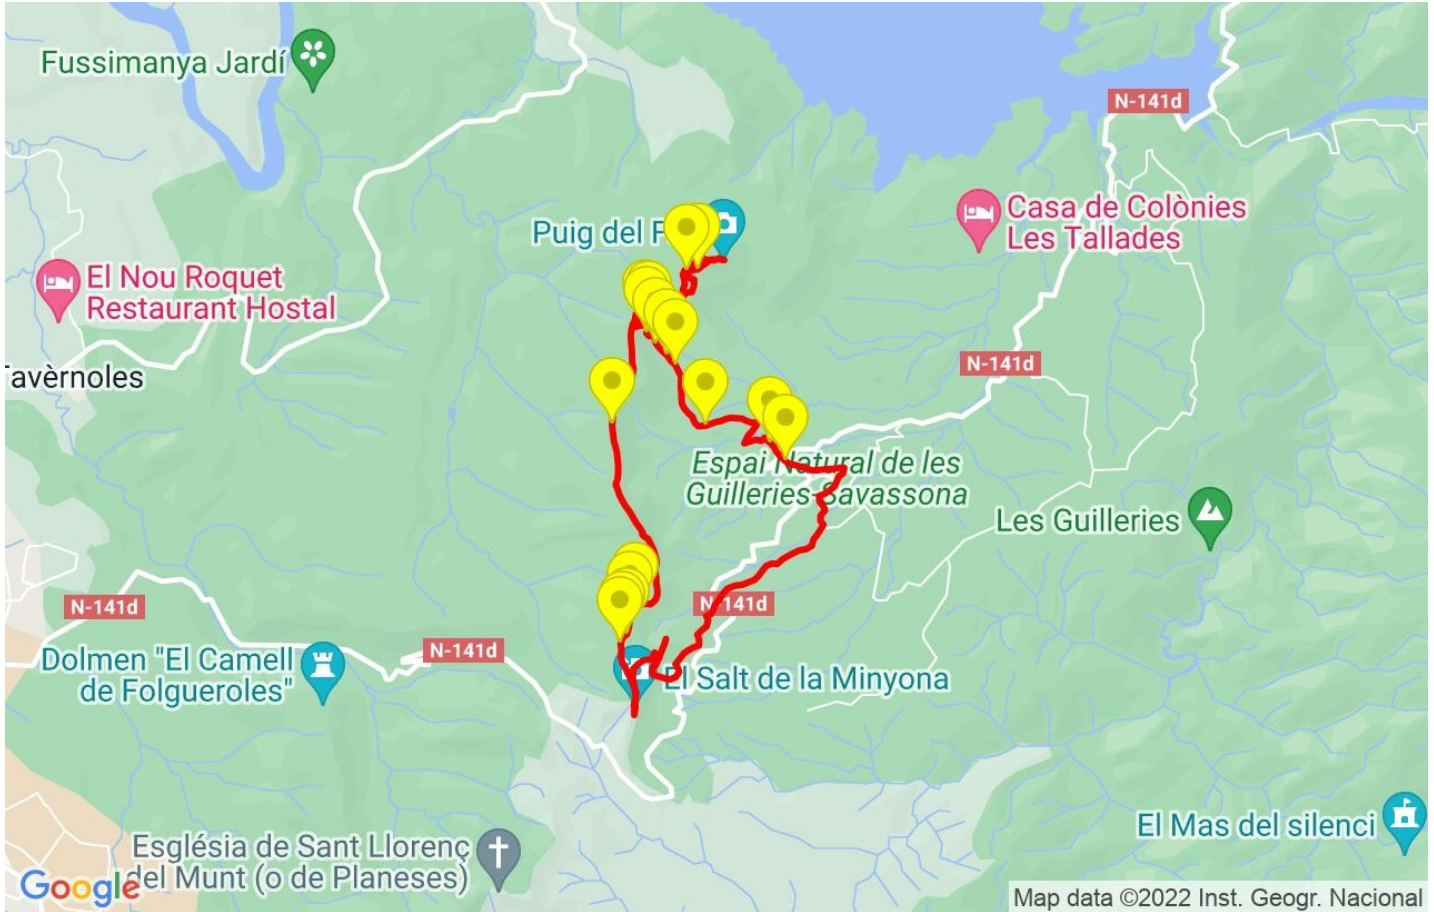 Fussimanya Jardí
N-141d
Puig del F
Casa de Colònies
Les Tallades
El Nou Roquet
Restaurant Hostal
N-141d
Tavèrnoles
Espai Natural de les
Guilleries-Savassona
Les Guilleries
N-141d
N-141d
N-141d
Dolmen "El Camell
de Folgueroles"
El Salt de la Minyona
El Mas del silenci
Església de Sant Llorenç
del Munt (o de Planeses)
Google
Map data ©2022 Inst. Geogr. Nacional